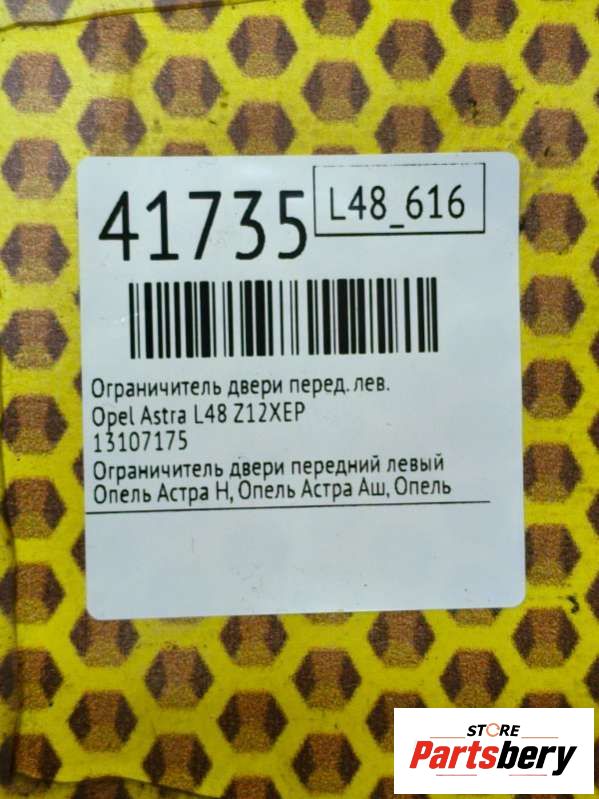 41735
L48_616
Ограничитель двери перед. лев.
Opel Astra L48 Z12XEP
13107175
Ограничитель двери передний левый
Опель Астра H, Опель Астра Аш, Опель
STORE
Partsbery